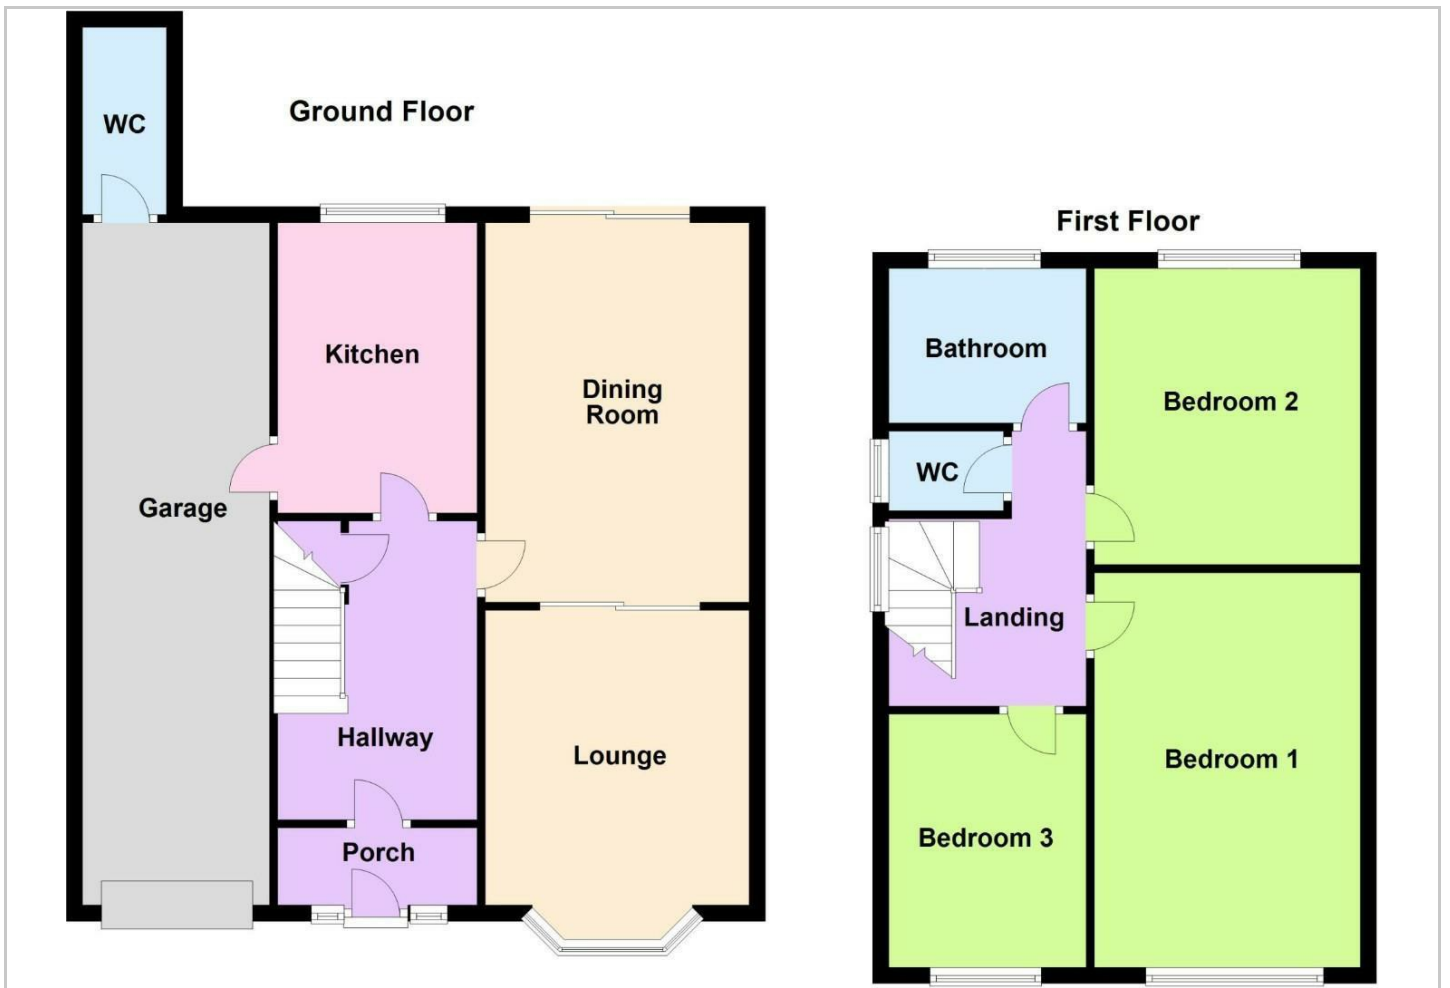 Ground Floor
WC
Kitchen
Dining
Room
Garage
Hallway
Lounge
Porch
First Floor
Bathroom
Bedroom 2
WC
Landing
Bedroom 1
Bedroom 3